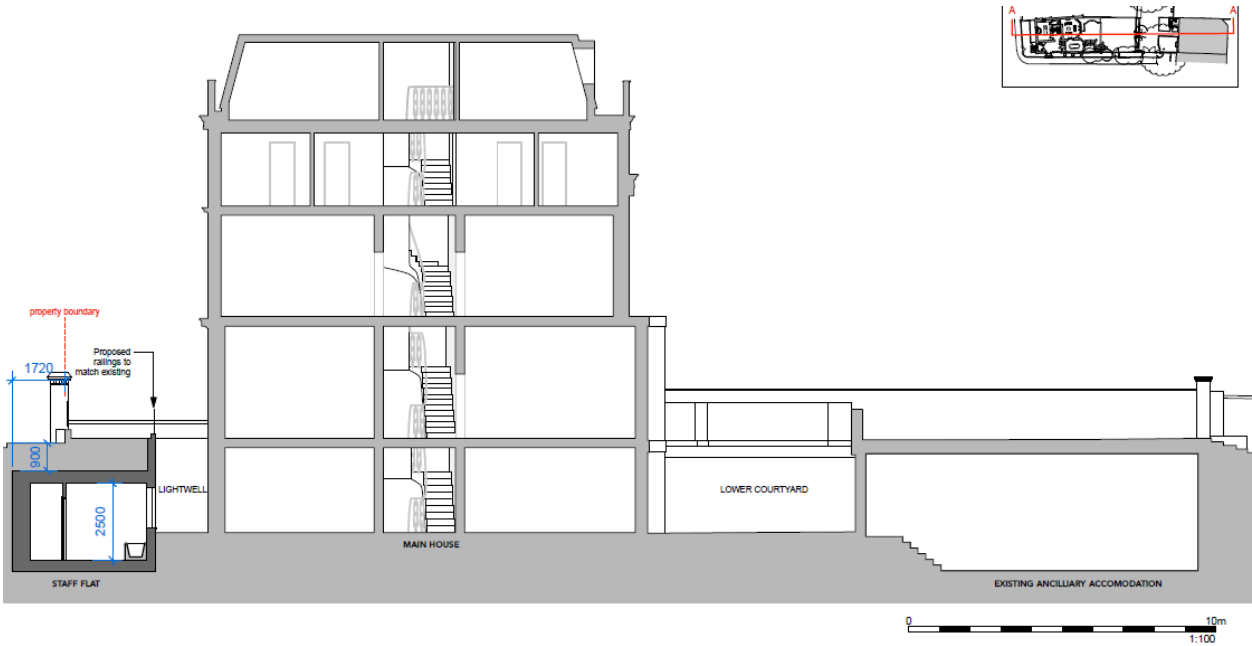 A
A
property boundary
1720
Proposed
railings to
match existing
900
2500
LIGHTWELL
LOWER COURTYARD
MAIN HOUSE
STAFF FLAT
EXISTING ANCILLIARY ACCOMODATION
0
10m
1:100